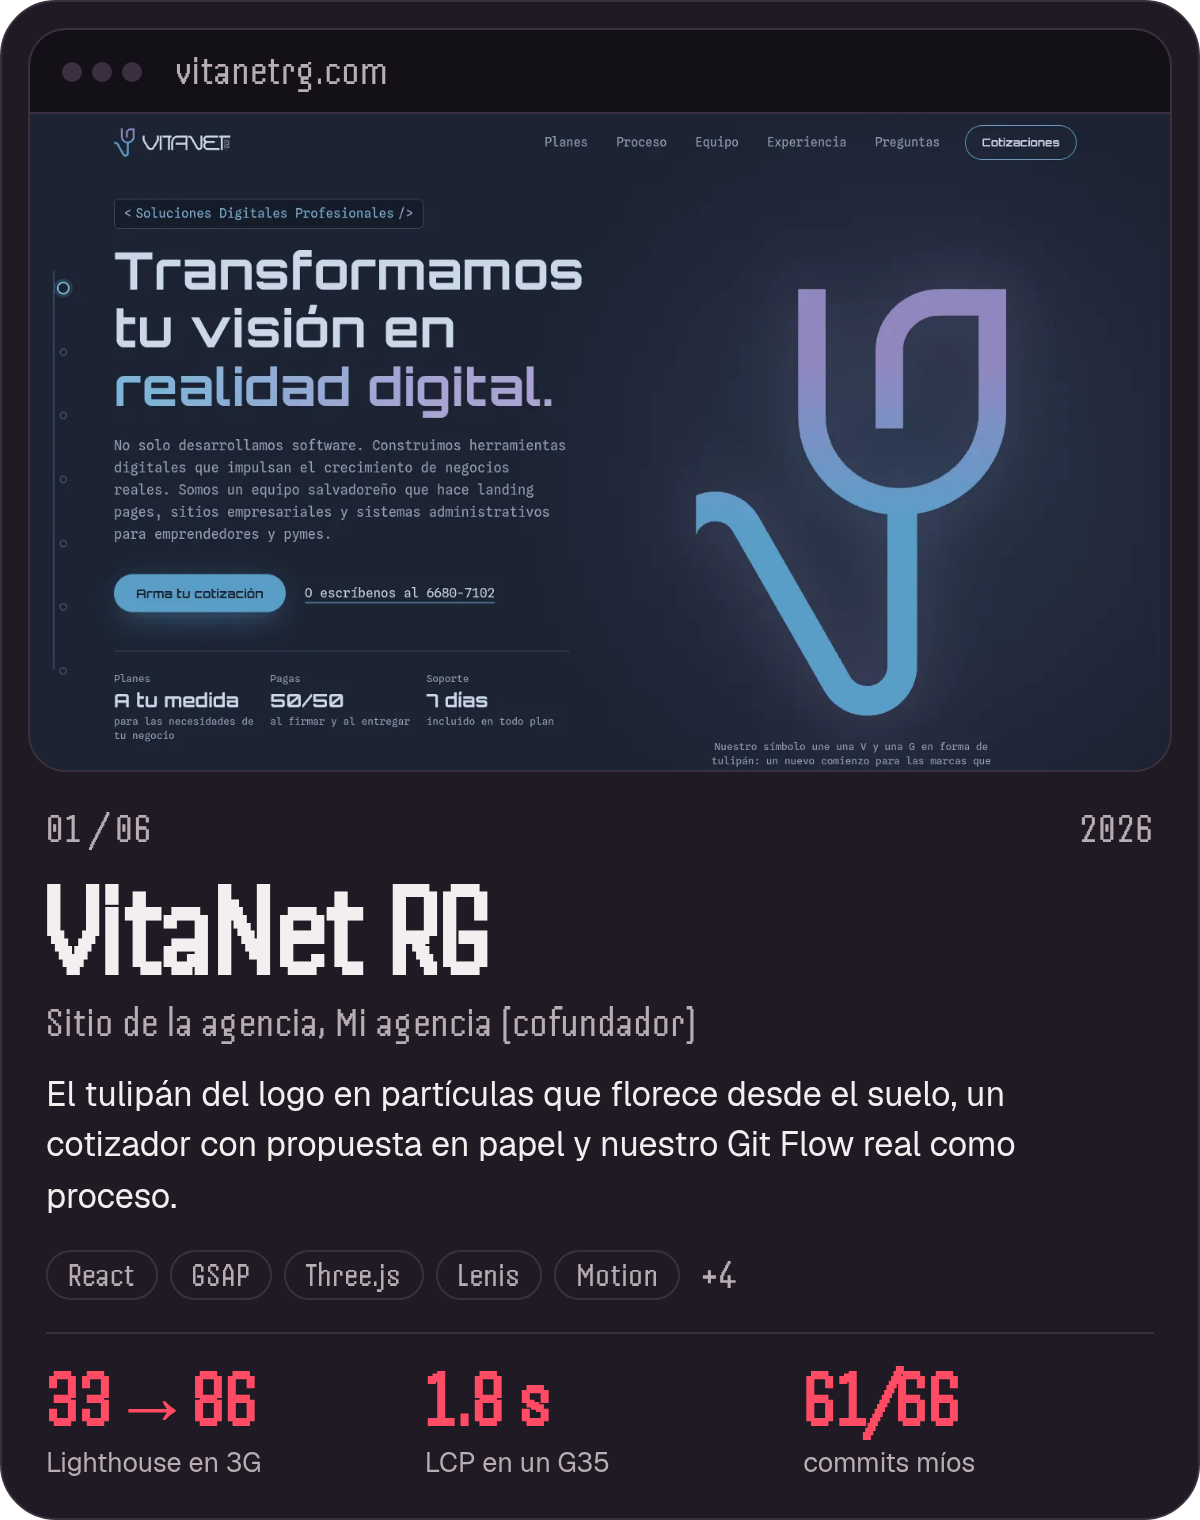 vitanetrg.com
VITANET
Planes Proceso Equipo Experiencia Preguntas Cotizaciones
< Soluciones Digitales Profesionales />
Transformamos
tu visión en
realidad digital.
No solo desarrollamos software. Construimos herramientas
digitales que impulsan el crecimiento de negocios
reales. Somos un equipo salvadoreño que hace landing
pages, sitios empresariales y sistemas administrativos
para emprendedores y pymes.
Arma tu cotización O escríbenos al 6680-7102
Planes Pagas Soporte
A tu medida 50/50 7 días
para las necesidades de al firmar y al entregar incluido en todo plan
tu negocio
Nuestro símbolo une una V y una G en forma de
tulipán: un nuevo comienzo para las marcas que
01/06 2026
VitaNet RG
Sitio de la agencia, Mi agencia (cofundador)
El tulipán del logo en partículas que florece desde el suelo, un
cotizador con propuesta en papel y nuestro Git Flow real como
proceso.
React GSAP Three.js Lenis Motion +4
33 → 86 1.8 s 61/66
Lighthouse en 3G LCP en un G35 commits míos